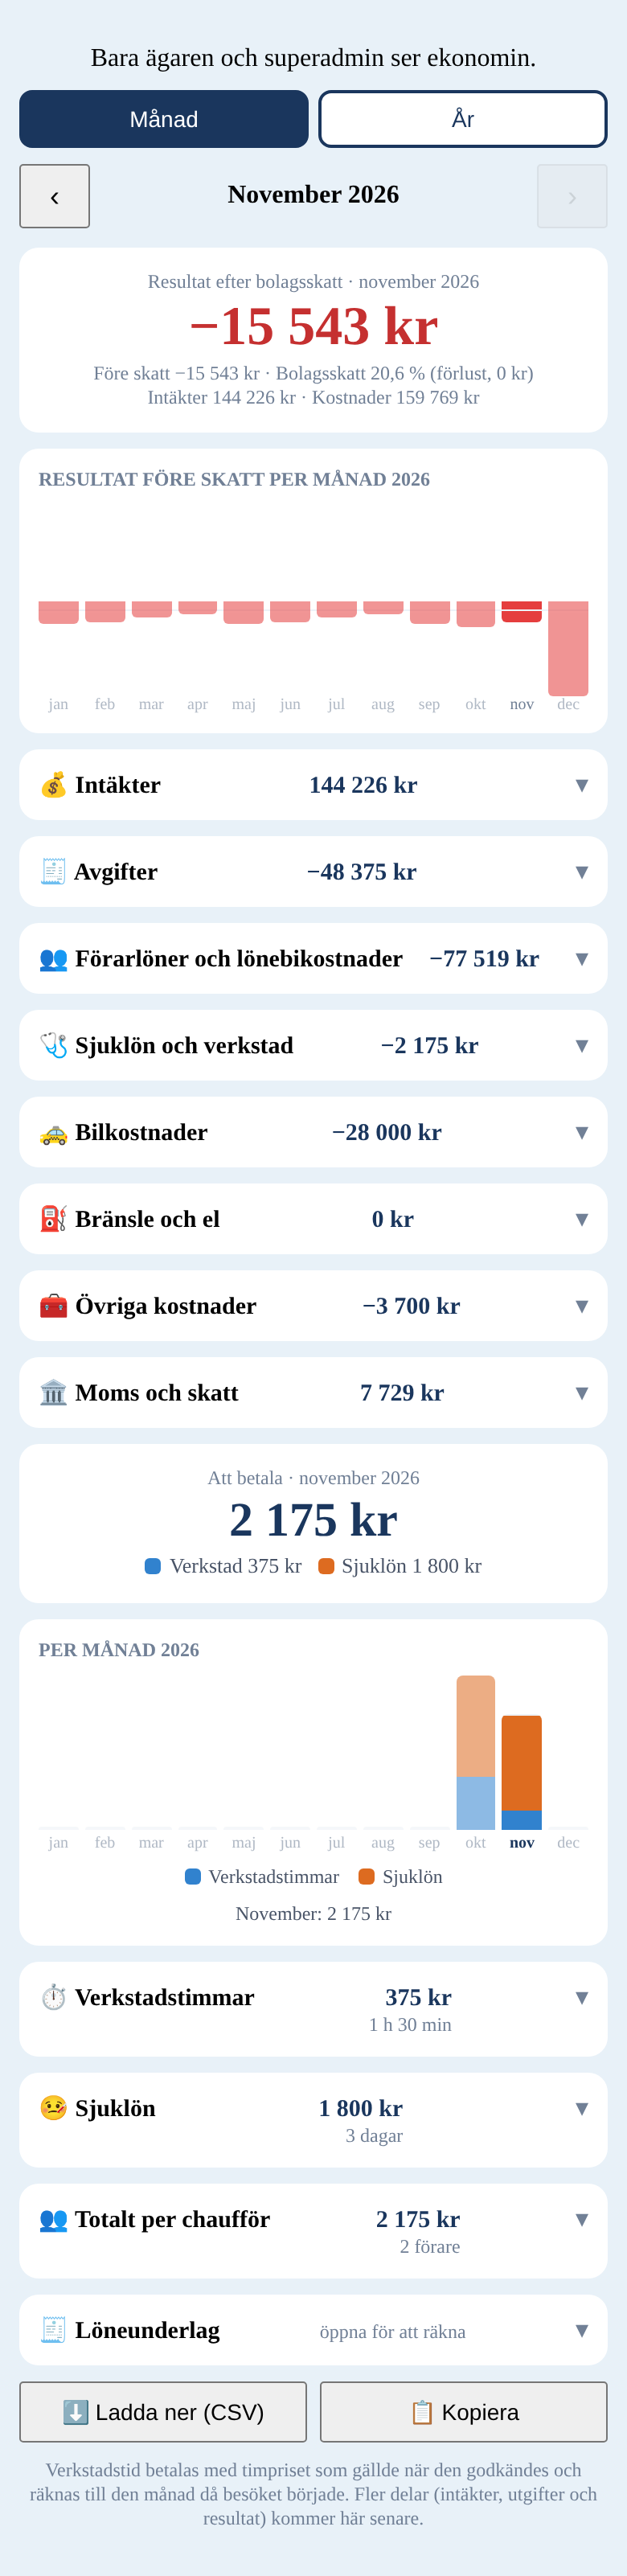 Bara ägaren och superadmin ser ekonomin.
Månad
År
‹
November 2026
›
Resultat efter bolagsskatt · november 2026
−15 543 kr
Före skatt −15 543 kr · Bolagsskatt 20,6 % (förlust, 0 kr)
Intäkter 144 226 kr · Kostnader 159 769 kr
RESULTAT FÖRE SKATT PER MÅNAD 2026
jan feb mar apr maj jun jul aug sep okt nov dec
💰 Intäkter 144 226 kr ▼
🧾 Avgifter −48 375 kr ▼
👥 Förarlöner och lönebikostnader −77 519 kr ▼
🩺 Sjuklön och verkstad −2 175 kr ▼
🚕 Bilkostnader −28 000 kr ▼
⛽ Bränsle och el 0 kr ▼
🧰 Övriga kostnader −3 700 kr ▼
🏛️ Moms och skatt 7 729 kr ▼
Att betala · november 2026
2 175 kr
Verkstad 375 kr Sjuklön 1 800 kr
PER MÅNAD 2026
jan feb mar apr maj jun jul aug sep okt nov dec
Verkstadstimmar Sjuklön
November: 2 175 kr
⏱️ Verkstadstimmar 375 kr ▼
1 h 30 min
🤒 Sjuklön 1 800 kr ▼
3 dagar
👥 Totalt per chaufför 2 175 kr ▼
2 förare
🧾 Löneunderlag öppna för att räkna ▼
⬇️ Ladda ner (CSV)
📋 Kopiera
Verkstadstid betalas med timpriset som gällde när den godkändes och
räknas till den månad då besöket började. Fler delar (intäkter, utgifter och
resultat) kommer här senare.